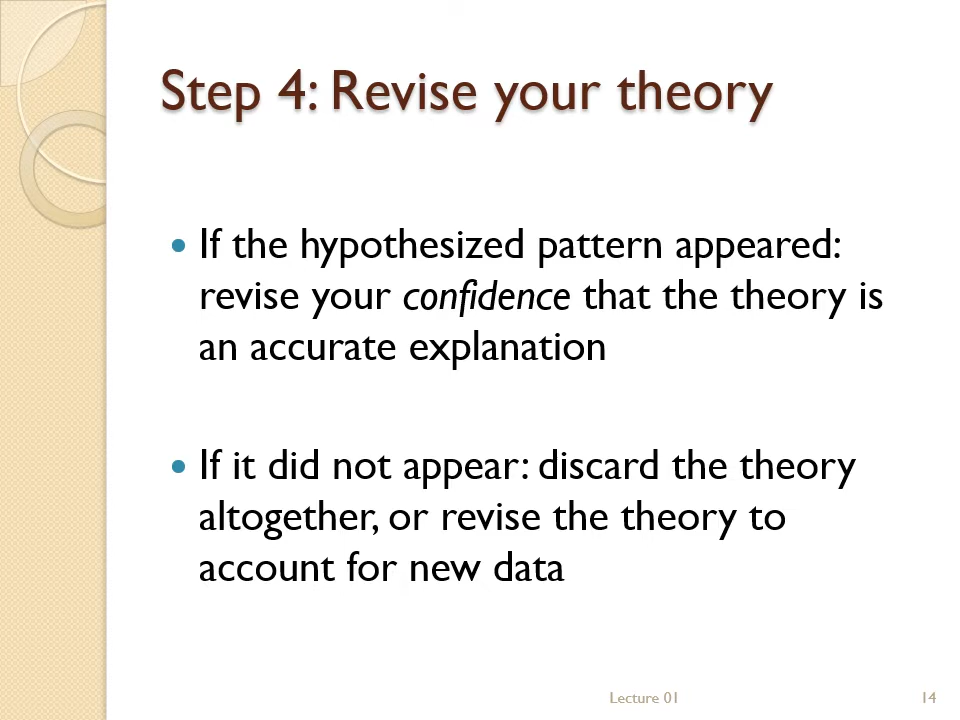 Step 4: Revise your theory
• If the hypothesized pattern appeared:
revise your confidence that the theory is
an accurate explanation
• If it did not appear: discard the theory
altogether, or revise the theory to
account for new data
Lecture 01
14